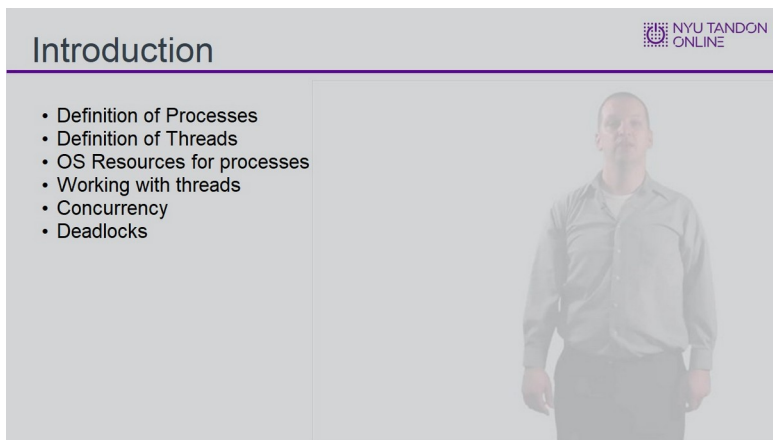 Introduction
NYU TANDON
ONLINE
• Definition of Processes
• Definition of Threads
• OS Resources for processes
• Working with threads
• Concurrency
• Deadlocks